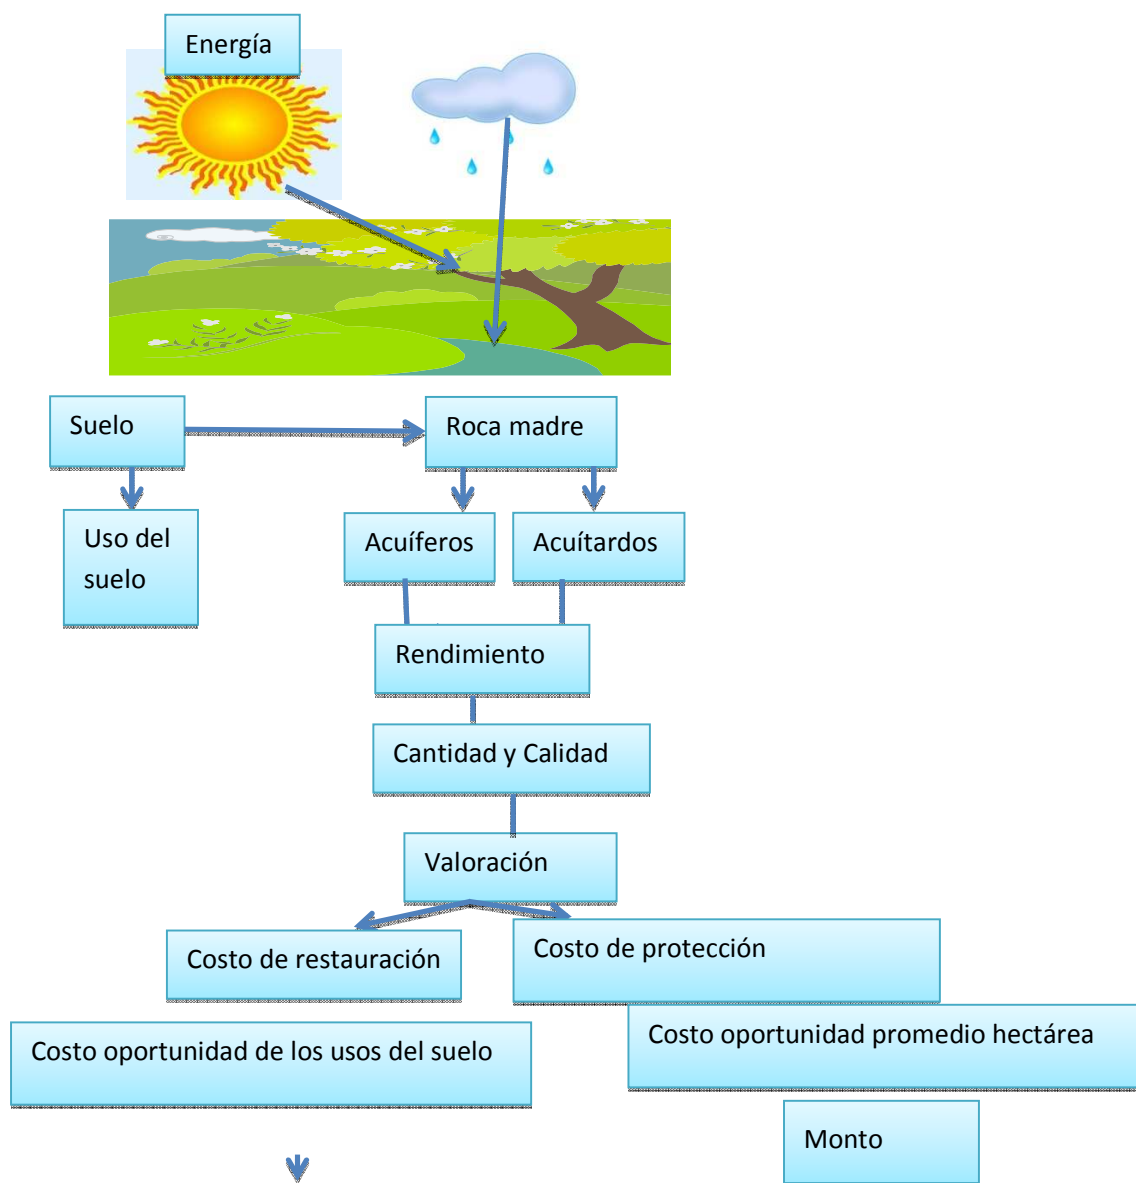 Energía
Suelo
Roca madre
Uso del
suelo
Acuíferos
Acuítardos
Rendimiento
Cantidad y Calidad
Valoración
Costo de restauración
Costo de protección
Costo oportunidad de los usos del suelo
Costo oportunidad promedio hectárea
Monto